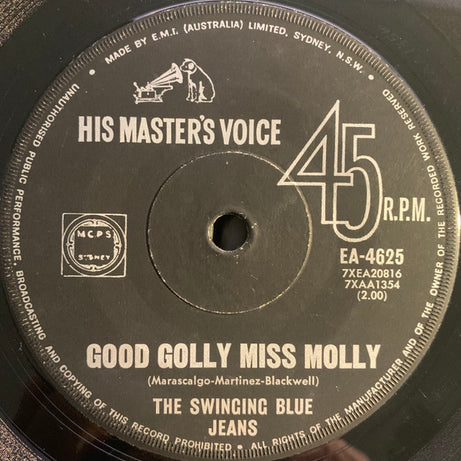 • MADE BY E.M.I. (AUSTRALIA) LIMITED, SYDNEY, N.S.W. •
HIS MASTER'S VOICE
45 R.P.M.
M.C.P.S
SYDNEY
EA-4625
7XEA20816
7XAA1354
(2.00)
GOOD GOLLY MISS MOLLY
(Marascalgo-Martinez-Blackwell)
THE SWINGING BLUE
JEANS
UNAUTHORISED PUBLIC PERFORMANCE, BROADCASTING AND COPYING OF THIS RECORD PROHIBITED • ALL RIGHTS OF THE MANUFACTURER AND OF THE OWNER OF THE RECORDED WORK RESERVED